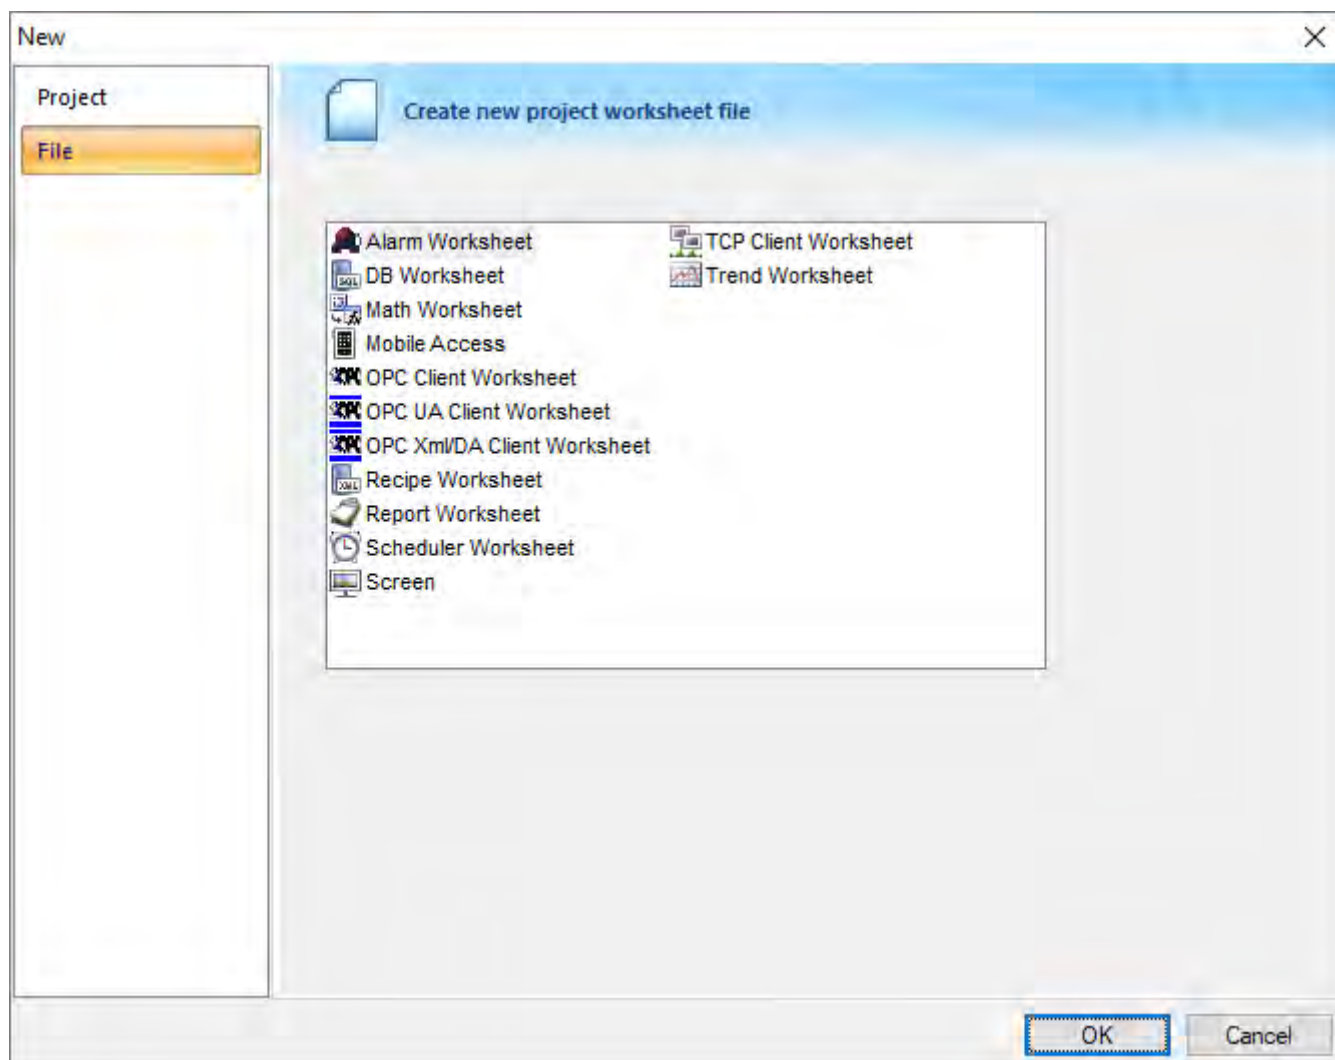 New
Project
File
Create new project worksheet file
Alarm Worksheet
DB Worksheet
Math Worksheet
Mobile Access
OPC Client Worksheet
OPC UA Client Worksheet
OPC Xml/DA Client Worksheet
Recipe Worksheet
Report Worksheet
Scheduler Worksheet
Screen
TCP Client Worksheet
Trend Worksheet
OK
Cancel